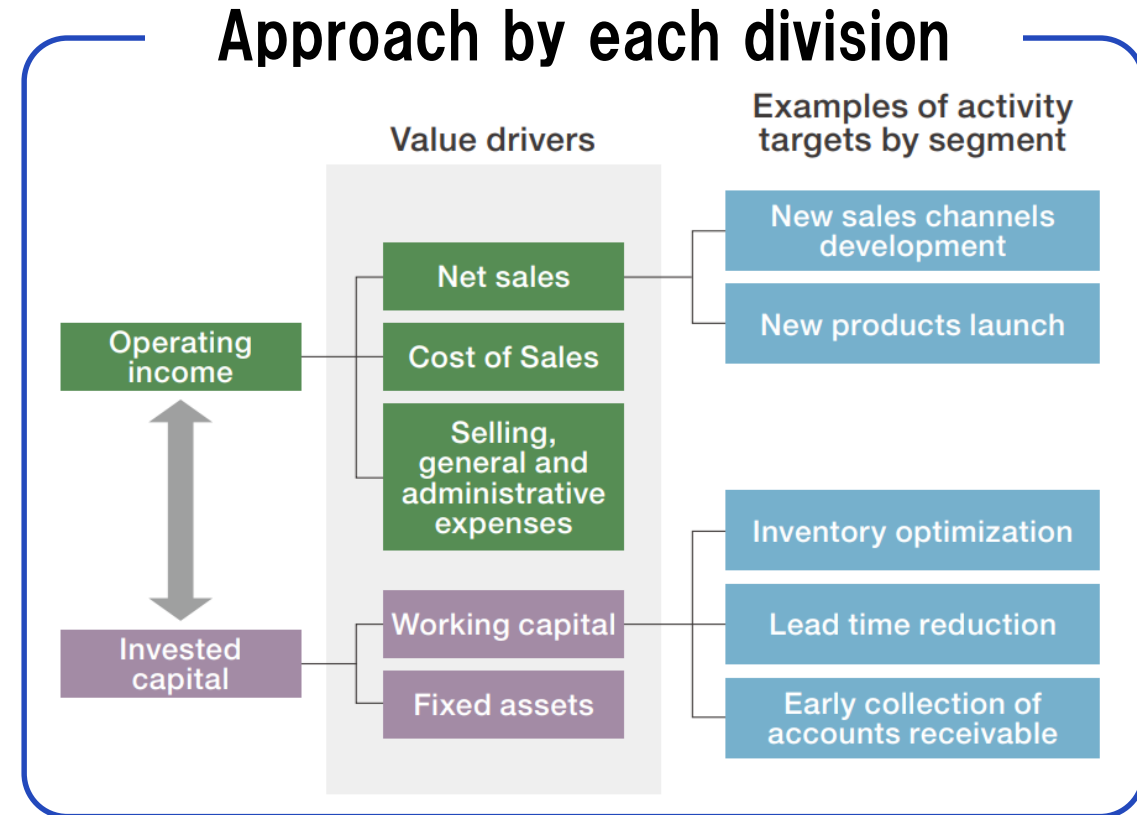 Approach by each division
Value drivers
Examples of activity
targets by segment
Operating
income
Net sales
Cost of Sales
Selling,
general and
administrative
expenses
New sales channels
development
New products launch
Invested
capital
Working capital
Fixed assets
Inventory optimization
Lead time reduction
Early collection of
accounts receivable